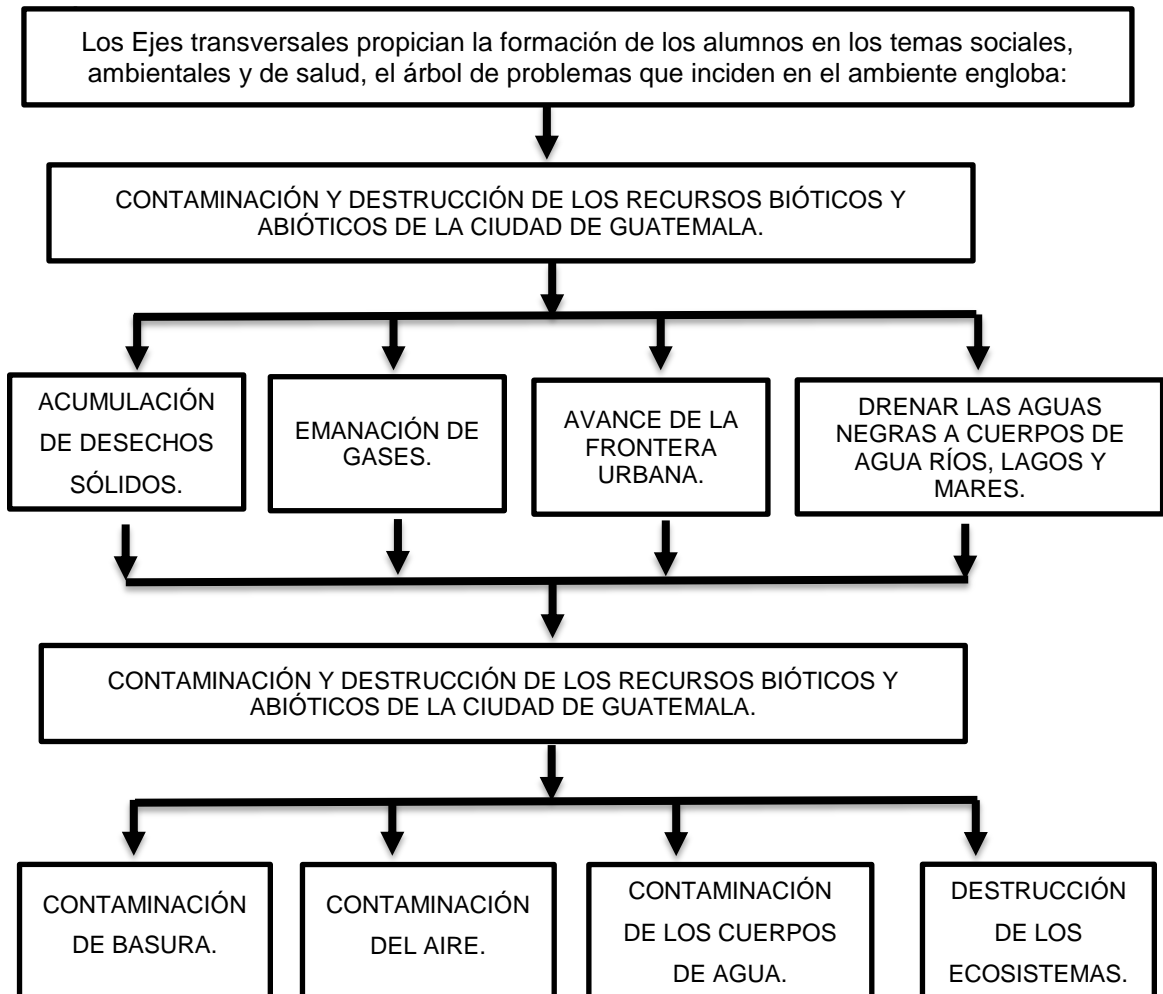 Los Ejes transversales propician la formación de los alumnos en los temas sociales,
ambientales y de salud, el árbol de problemas que inciden en el ambiente engloba:
CONTAMINACIÓN Y DESTRUCCIÓN DE LOS RECURSOS BIÓTICOS Y
ABIÓTICOS DE LA CIUDAD DE GUATEMALA.
ACUMULACIÓN
DE DESECHOS
SÓLIDOS.
EMANACIÓN DE
GASES.
AVANCE DE LA
FRONTERA
URBANA.
DRENAR LAS AGUAS
NEGRAS A CUERPOS DE
AGUA RÍOS, LAGOS Y
MARES.
CONTAMINACIÓN Y DESTRUCCIÓN DE LOS RECURSOS BIÓTICOS Y
ABIÓTICOS DE LA CIUDAD DE GUATEMALA.
CONTAMINACIÓN
DE BASURA.
CONTAMINACIÓN
DEL AIRE.
CONTAMINACIÓN
DE LOS CUERPOS
DE AGUA.
DESTRUCCIÓN
DE LOS
ECOSISTEMAS.